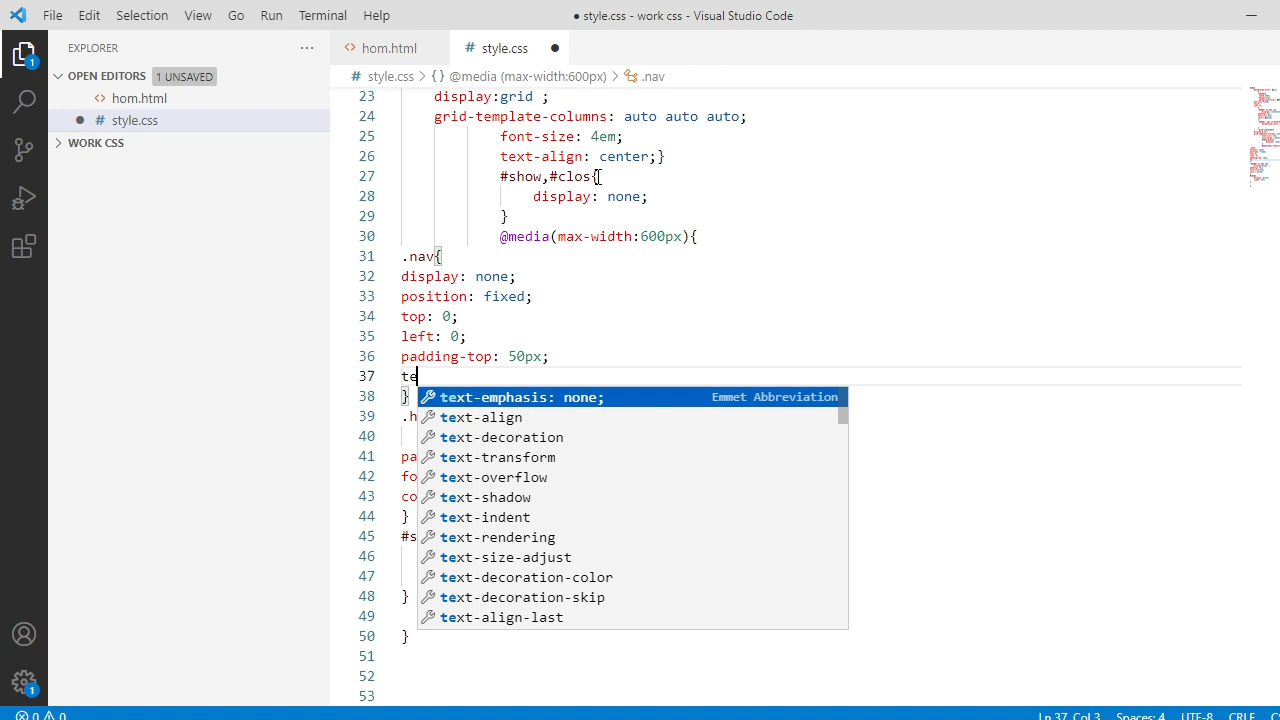 File Edit Selection View Go Run Terminal Help
● style.css - work css - Visual Studio Code
EXPLORER
OPEN EDITORS 1 UNSAVED
<> hom.html
● # style.css
WORK CSS
<> hom.html
# style.css ●
# style.css > {} @media (max-width:600px) > .nav
23 display:grid ;
24 grid-template-columns: auto auto auto;
25 font-size: 4em;
26 text-align: center;}
27 #show,#clos{
28 display: none;
29 }
30 @media(max-width:600px){
31 .nav{
32 display: none;
33 position: fixed;
34 top: 0;
35 left: 0;
36 padding-top: 50px;
37 te
38 }
39 .h
40
41 pa
42 fo
43 co
44 }
45 #s
46
47
48 }
49
50 }
51
52
53
text-emphasis: none; Emmet Abbreviation
text-align
text-decoration
text-transform
text-overflow
text-shadow
text-indent
text-rendering
text-size-adjust
text-decoration-color
text-decoration-skip
text-align-last
1
1
0 0 Ln 37, Col 3 Spaces: 4 UTF-8 CRLF